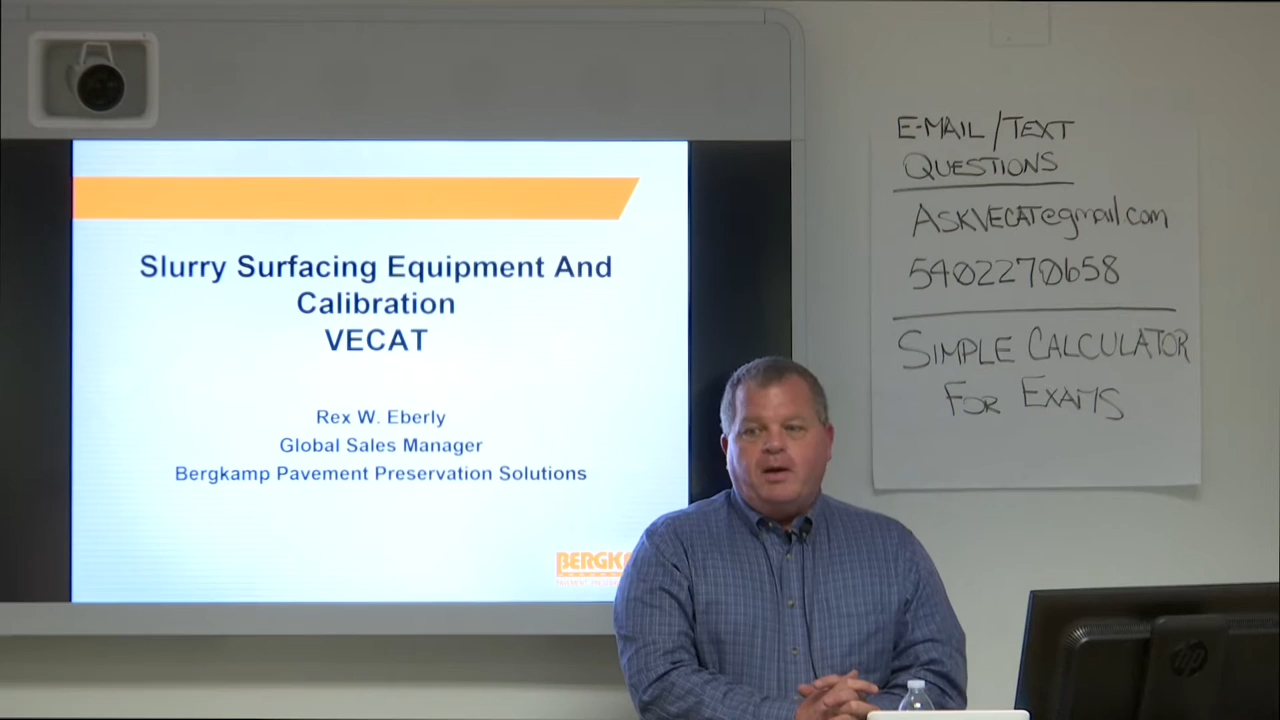 Slurry Surfacing Equipment And
Calibration
VECAT
Rex W. Eberly
Global Sales Manager
Bergkamp Pavement Preservation Solutions
E-MAIL/TEXT
QUESTIONS
ASKVECAT@gmail.com
5402270658
SIMPLE CALCULATOR
FOR EXAMS
hp